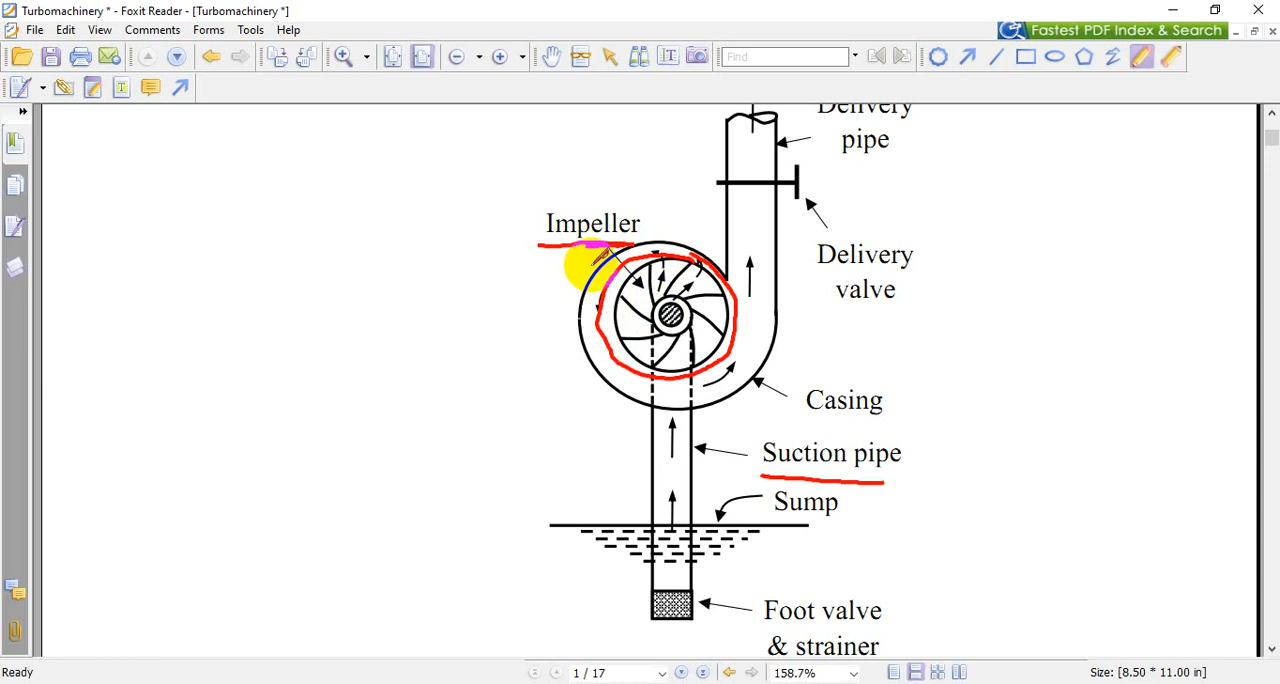 Turbomachinery * - Foxit Reader - [Turbomachinery *]
File Edit View Comments Forms Tools Help
Fastest PDF Index & Search
Find
Delivery
pipe
Impeller
Delivery
valve
Casing
Suction pipe
Sump
Foot valve
& strainer
Ready
1 / 17
158.7%
Size: [8.50 * 11.00 in]